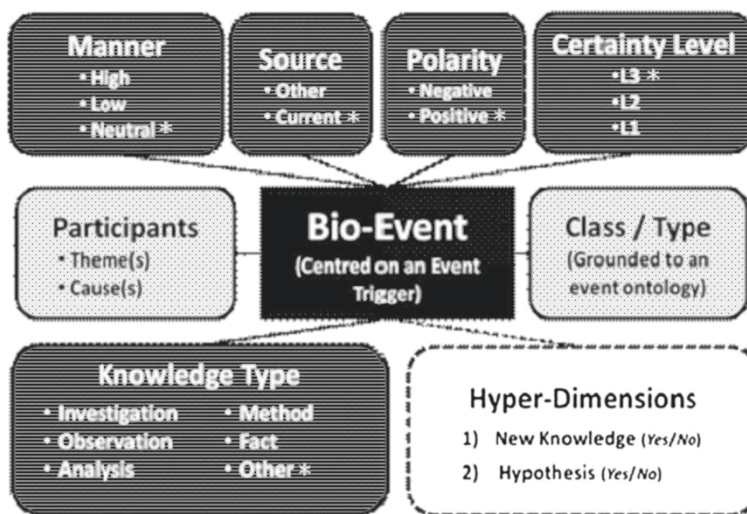 Manner
• High
• Low
• Neutral *
Source
• Other
• Current *
Polarity
• Negative
• Positive *
Certainty Level
• L3 *
• L2
• L1
Participants
• Theme(s)
• Cause(s)
Bio-Event
(Centred on an Event
Trigger)
Class / Type
(Grounded to an
event ontology)
Knowledge Type
• Investigation
• Observation
• Analysis
• Method
• Fact
• Other *
Hyper-Dimensions
1) New Knowledge (Yes/No)
2) Hypothesis (Yes/No)